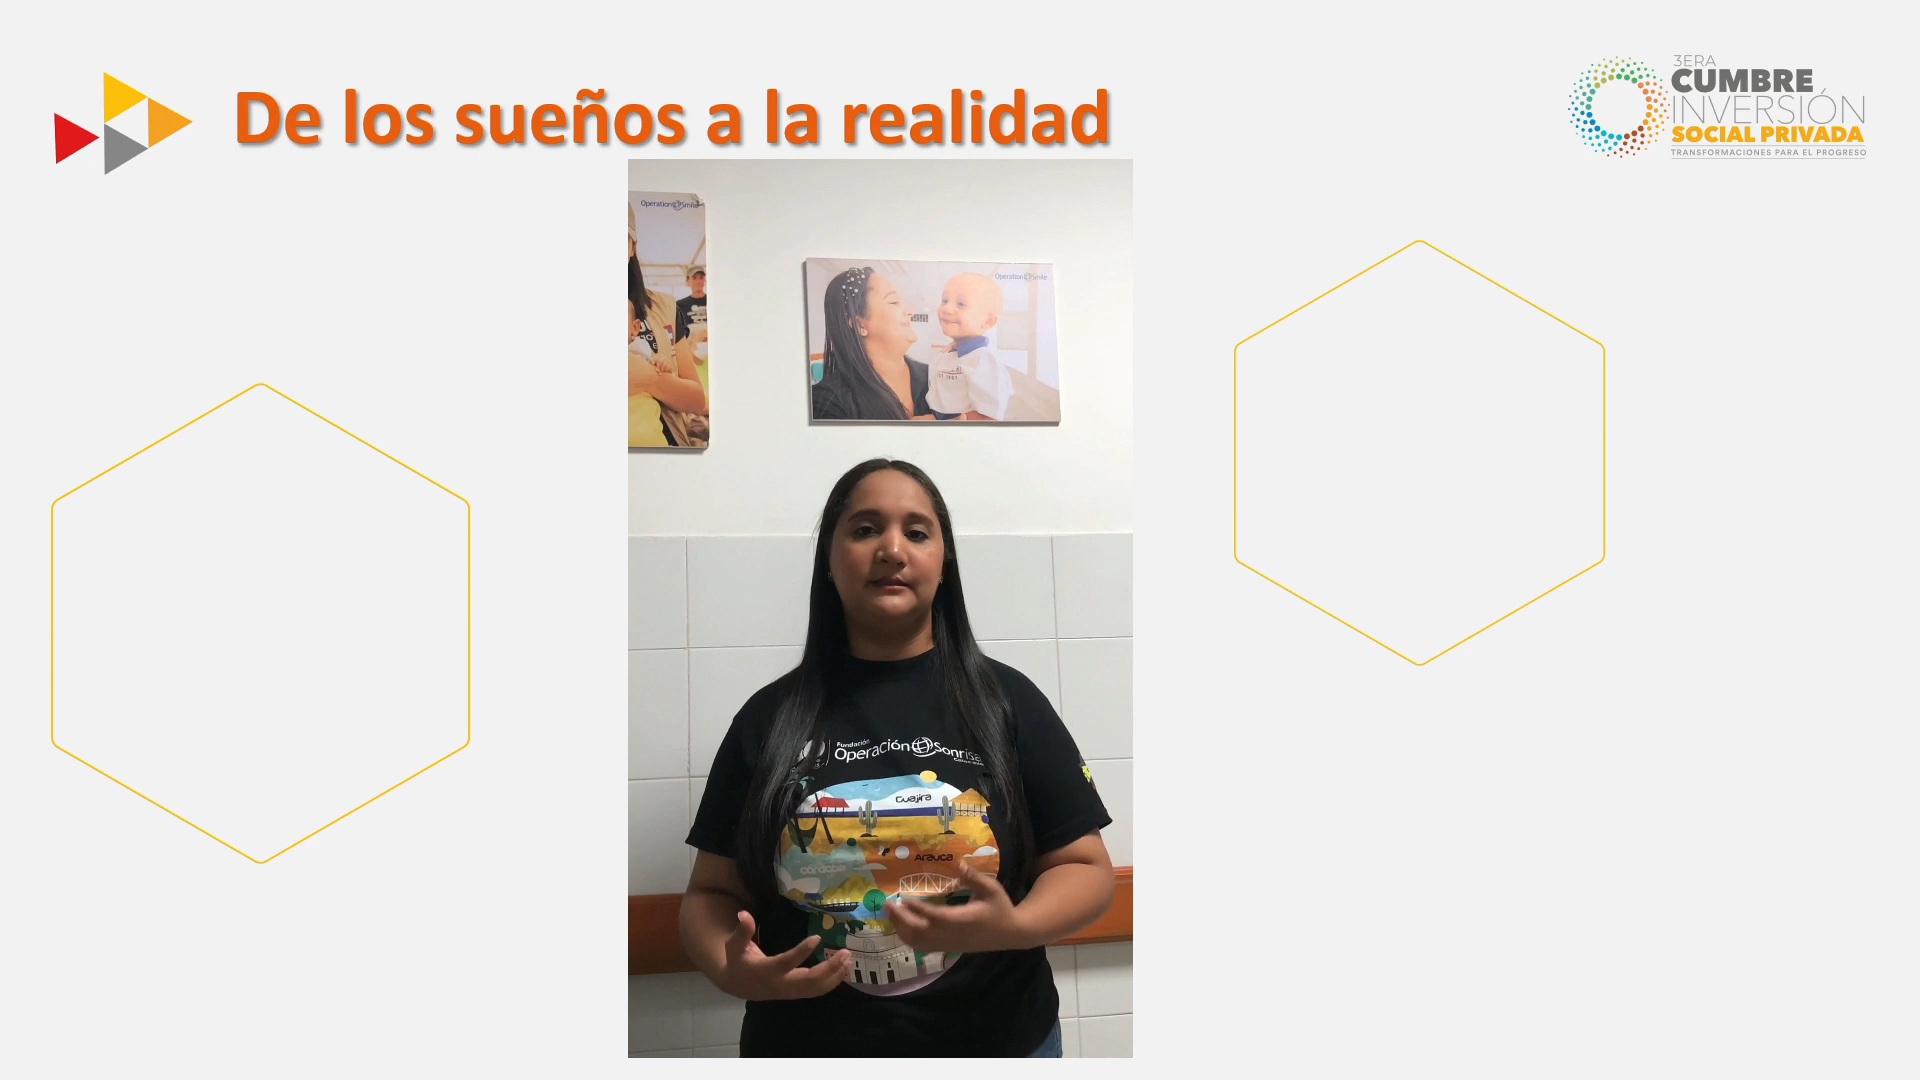 De los sueños a la realidad
3ERA
CUMBRE
INVERSIÓN
SOCIAL PRIVADA
TRANSFORMACIONES PARA EL PROGRESO
Operation Smile
Operation Smile
Fundación
Operación Sonrisa
Colombia
Guajira
Arauca
córdoba